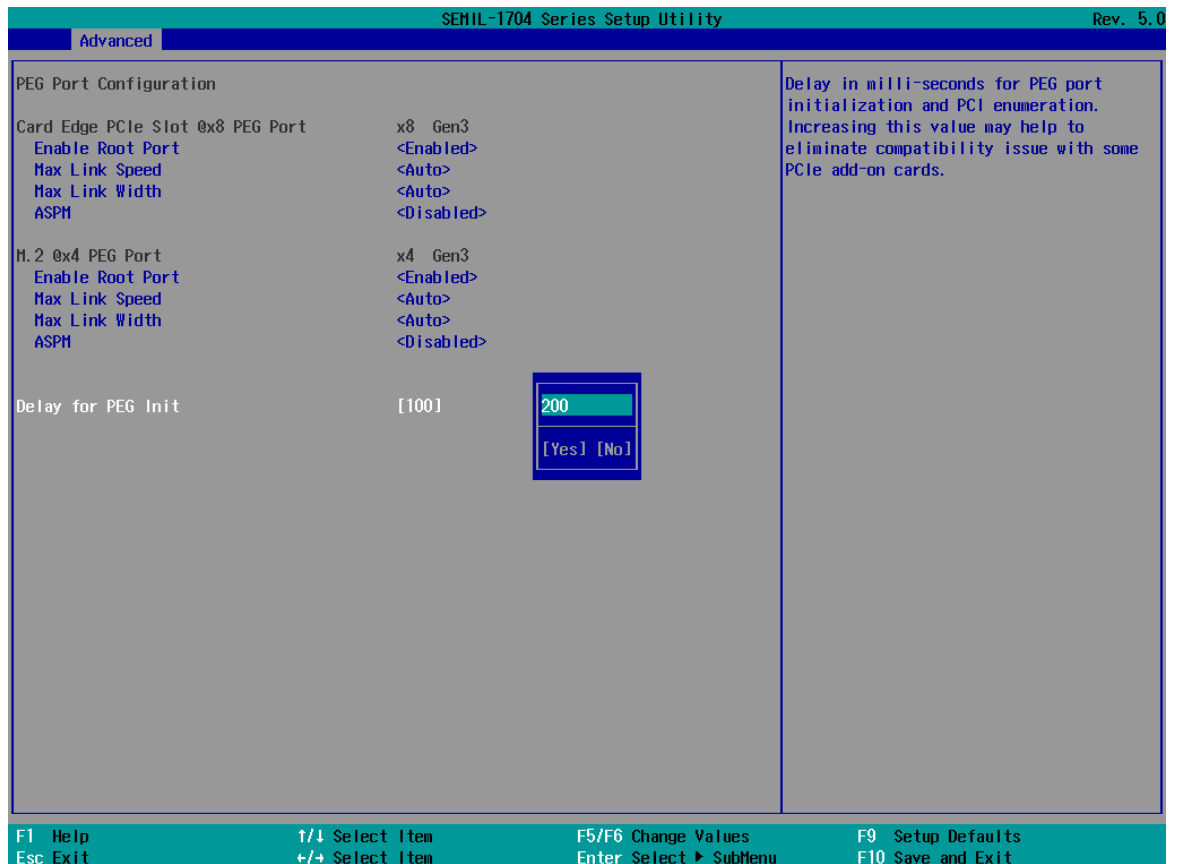 SEMIL-1704 Series Setup Utility Rev. 5.0
Advanced
PEG Port Configuration
Card Edge PCIe Slot @x8 PEG Port x8 Gen3
Enable Root Port <Enabled>
Max Link Speed <Auto>
Max Link Width <Auto>
ASPM <Disabled>
M.2 @x4 PEG Port x4 Gen3
Enable Root Port <Enabled>
Max Link Speed <Auto>
Max Link Width <Auto>
ASPM <Disabled>
Delay for PEG Init [100]
200
[Yes] [No]
Delay in milli-seconds for PEG port
initialization and PCI enumeration.
Increasing this value may help to
eliminate compatibility issue with some
PCIe add-on cards.
F1 Help ↑/↓ Select Item F5/F6 Change Values F9 Setup Defaults
Esc Exit ←/→ Select Item Enter Select ▶ SubMenu F10 Save and Exit